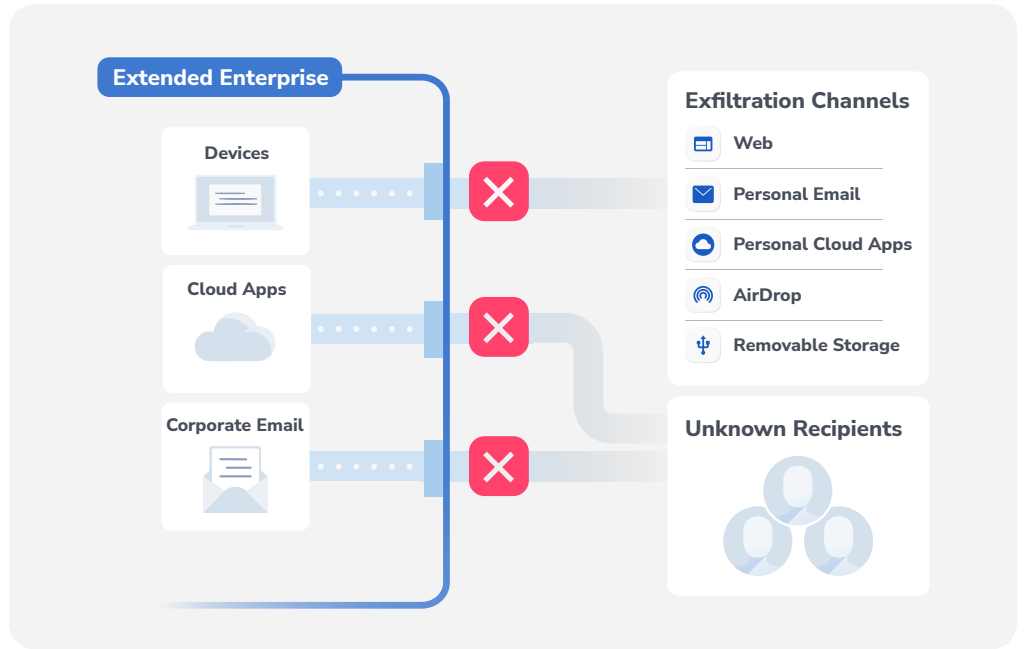 Extended Enterprise
Devices
Cloud Apps
Corporate Email
Exfiltration Channels
Web
Personal Email
Personal Cloud Apps
AirDrop
Removable Storage
Unknown Recipients